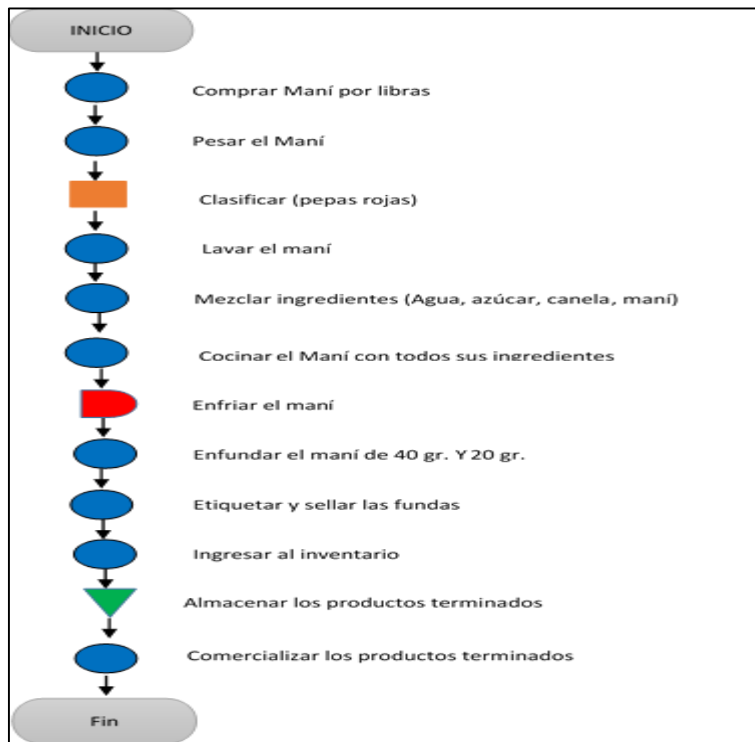 INICIO
Comprar Maní por libras
Pesar el Maní
Clasificar (pepas rojas)
Lavar el maní
Mezclar ingredientes (Agua, azúcar, canela, maní)
Cocinar el Maní con todos sus ingredientes
Enfriar el maní
Enfundar el maní de 40 gr. Y 20 gr.
Etiquetar y sellar las fundas
Ingresar al inventario
Almacenar los productos terminados
Comercializar los productos terminados
Fin